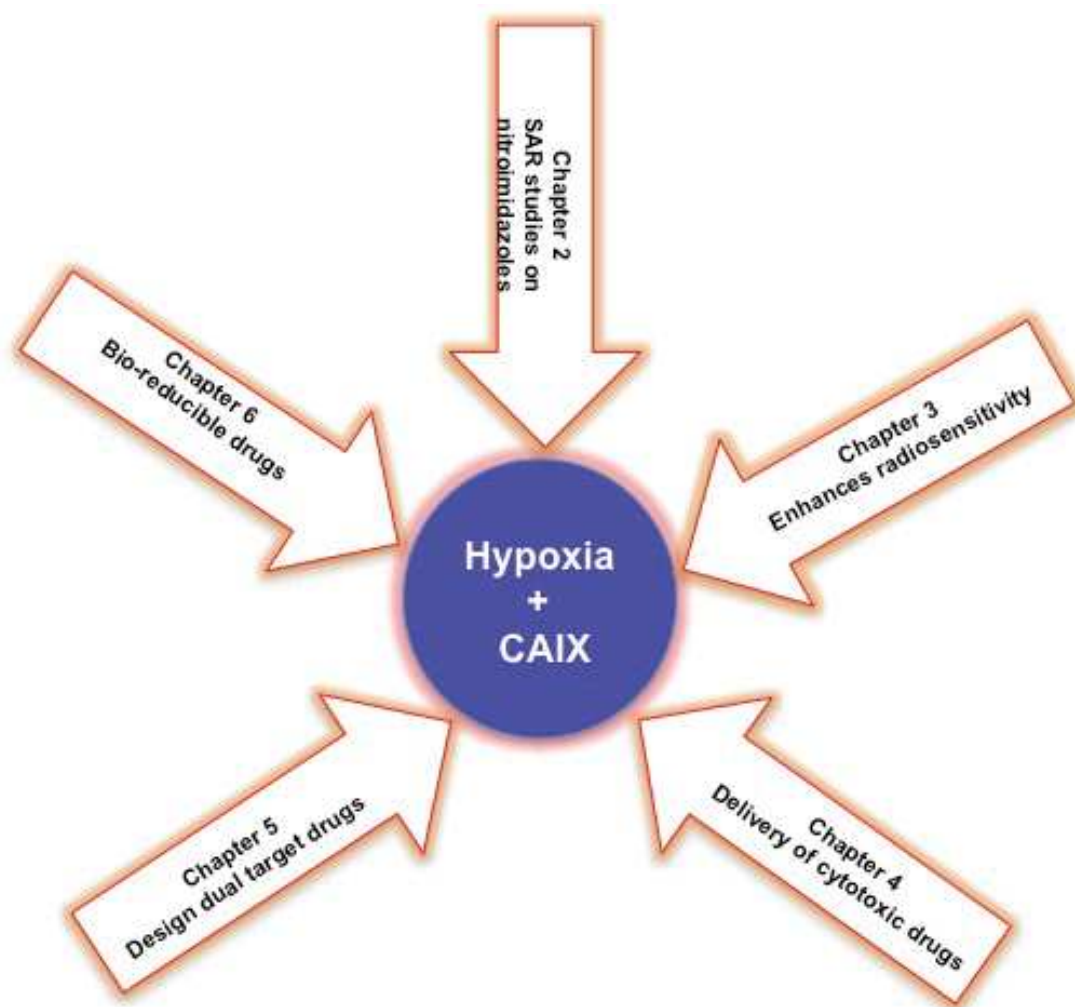 Chapter 2
SAR studies on
nitroimidazoles
Chapter 3
Enhances radiosensitivity
Chapter 4
Delivery of cytotoxic drugs
Chapter 5
Design dual target drugs
Chapter 6
Bio-reducible drugs
Hypoxia
+
CAIX